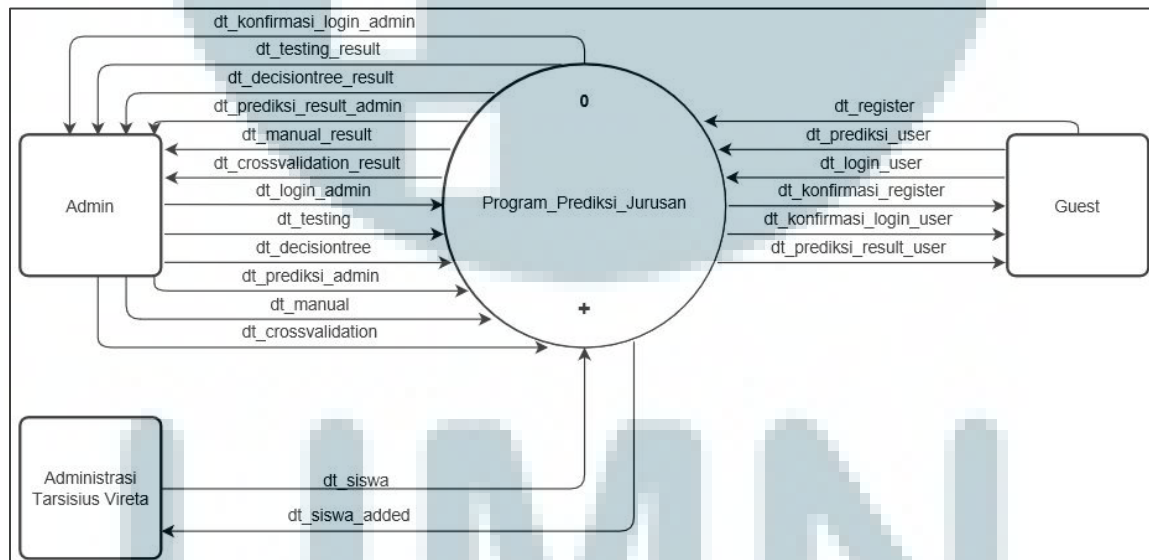 dt_konfirmasi_login_admin
dt_testing_result
dt_decisiontree_result
dt_prediksi_result_admin
dt_manual_result
dt_crossvalidation_result
dt_login_admin
dt_testing
dt_decisiontree
dt_prediksi_admin
dt_manual
dt_crossvalidation
Admin
0
Program_Prediksi_Jurusan
+
dt_register
dt_prediksi_user
dt_login_user
dt_konfirmasi_register
dt_konfirmasi_login_user
dt_prediksi_result_user
Guest
Administrasi
Tarsisius Vireta
dt_siswa
dt_siswa_added
UMN